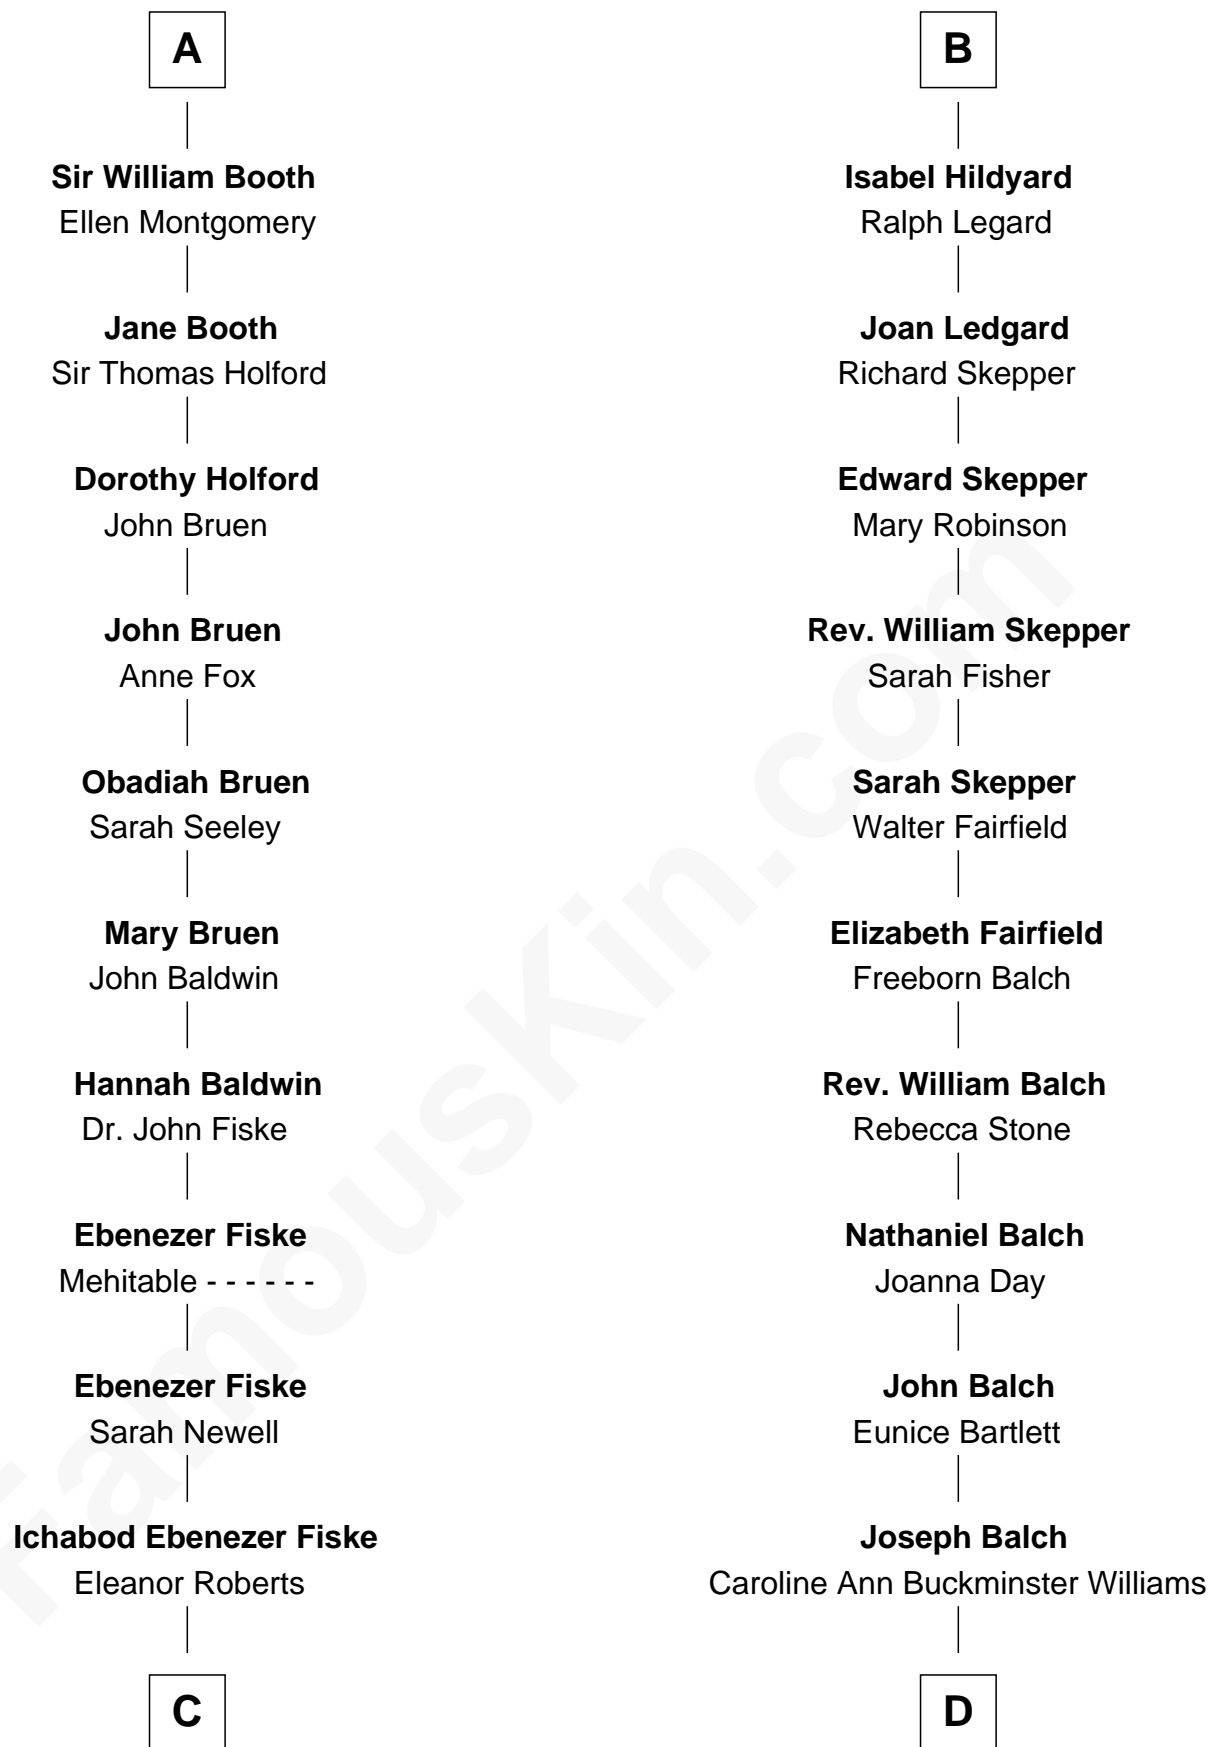 A
Sir William Booth
Ellen Montgomery
Jane Booth
Sir Thomas Holford
Dorothy Holford
John Bruen
John Bruen
Anne Fox
Obadiah Bruen
Sarah Seeley
Mary Bruen
John Baldwin
Hannah Baldwin
Dr. John Fiske
Ebenezer Fiske
Mehitable - - - - - -
Ebenezer Fiske
Sarah Newell
Ichabod Ebenezer Fiske
Eleanor Roberts
C
B
Isabel Hildyard
Ralph Legard
Joan Ledgard
Richard Skepper
Edward Skepper
Mary Robinson
Rev. William Skepper
Sarah Fisher
Sarah Skepper
Walter Fairfield
Elizabeth Fairfield
Freeborn Balch
Rev. William Balch
Rebecca Stone
Nathaniel Balch
Joanna Day
John Balch
Eunice Bartlett
Joseph Balch
Caroline Ann Buckminster Williams
D
FamousKin.com